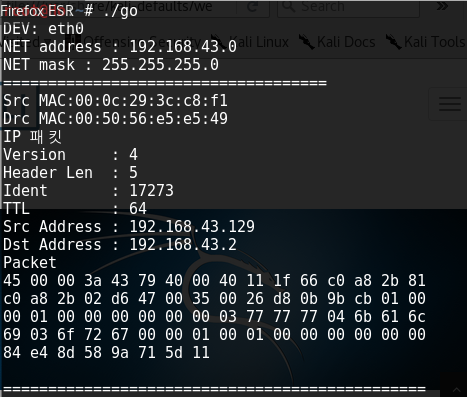 Firefox ESR ~# ./go
DEV: eth0
NET address : 192.168.43.0
NET mask : 255.255.255.0
====================================
Src MAC:00:0c:29:3c:c8:f1
Drc MAC:00:50:56:e5:e5:49
IP 패킷
Version     : 4
Header Len  : 5
Ident       : 17273
TTL         : 64
Src Address : 192.168.43.129
Dst Address : 192.168.43.2
Packet
45 00 00 3a 43 79 40 00 40 11 1f 66 c0 a8 2b 81
c0 a8 2b 02 d6 47 00 35 00 26 d8 0b 9b cb 01 00
00 01 00 00 00 00 00 00 03 77 77 77 04 6b 61 6c
69 03 6f 72 67 00 00 01 00 01 00 00 00 00 00 00
84 e4 8d 58 9a 71 5d 11
===============================================
-defaults/we
Search
Offensive Security
Kali Linux
Kali Docs
Kali Tools